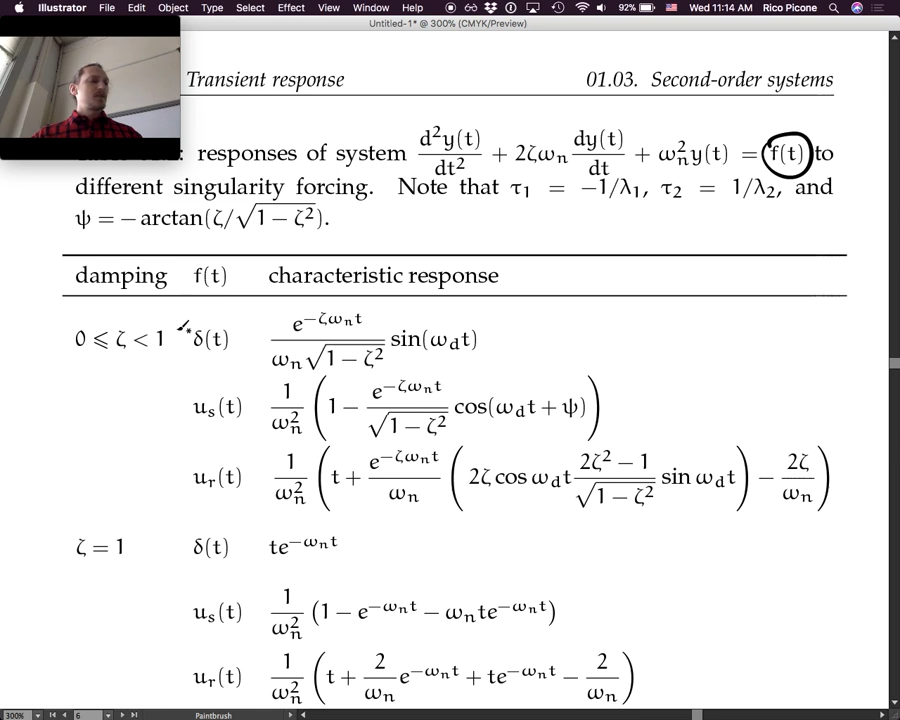 Illustrator File Edit Object Type Select Effect View Window Help 92% Wed 11:14 AM Rico Picone
Untitled-1* @ 300% (CMYK/Preview)
Transient response 01.03. Second-order systems
responses of system d²y(t)/dt² + 2ζωₙ dy(t)/dt + ωₙ²y(t) = f(t) to
different singularity forcing. Note that τ₁ = −1/λ₁, τ₂ = 1/λ₂, and
ψ = − arctan(ζ/√(1 − ζ²)).
damping f(t) characteristic response
0 ⩽ ζ < 1 δ(t) e^(−ζωₙt)/(ωₙ√(1 − ζ²)) sin(ω_d t)
uₛ(t) 1/ωₙ² (1 − e^(−ζωₙt)/√(1 − ζ²) cos(ω_d t + ψ))
uᵣ(t) 1/ωₙ² (t + e^(−ζωₙt)/ωₙ (2ζ cos ω_d t (2ζ² − 1)/√(1 − ζ²) sin ω_d t) − 2ζ/ωₙ)
ζ = 1 δ(t) te^(−ωₙt)
uₛ(t) 1/ωₙ² (1 − e^(−ωₙt) − ωₙte^(−ωₙt))
uᵣ(t) 1/ωₙ² (t + 2/ωₙ e^(−ωₙt) + te^(−ωₙt) − 2/ωₙ)
300% 6 Paintbrush